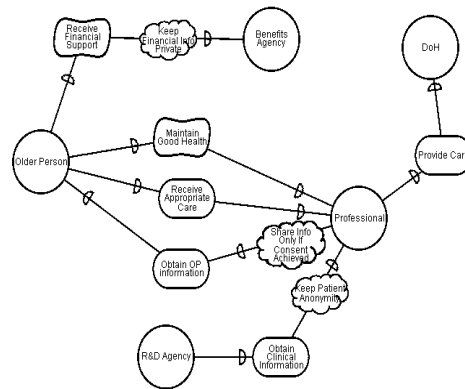 Receive
Financial
Support
Keep
Financial Info
Private
Benefits
Agency
DoH
Older Person
Maintain
Good Health
Provide Car
Receive
Appropriate
Care
Professional
Share Info
Only If
Consent
Achieved
Obtain OP
information
Keep Patient
Anonymity
R&D Agency
Obtain
Clinical
Information